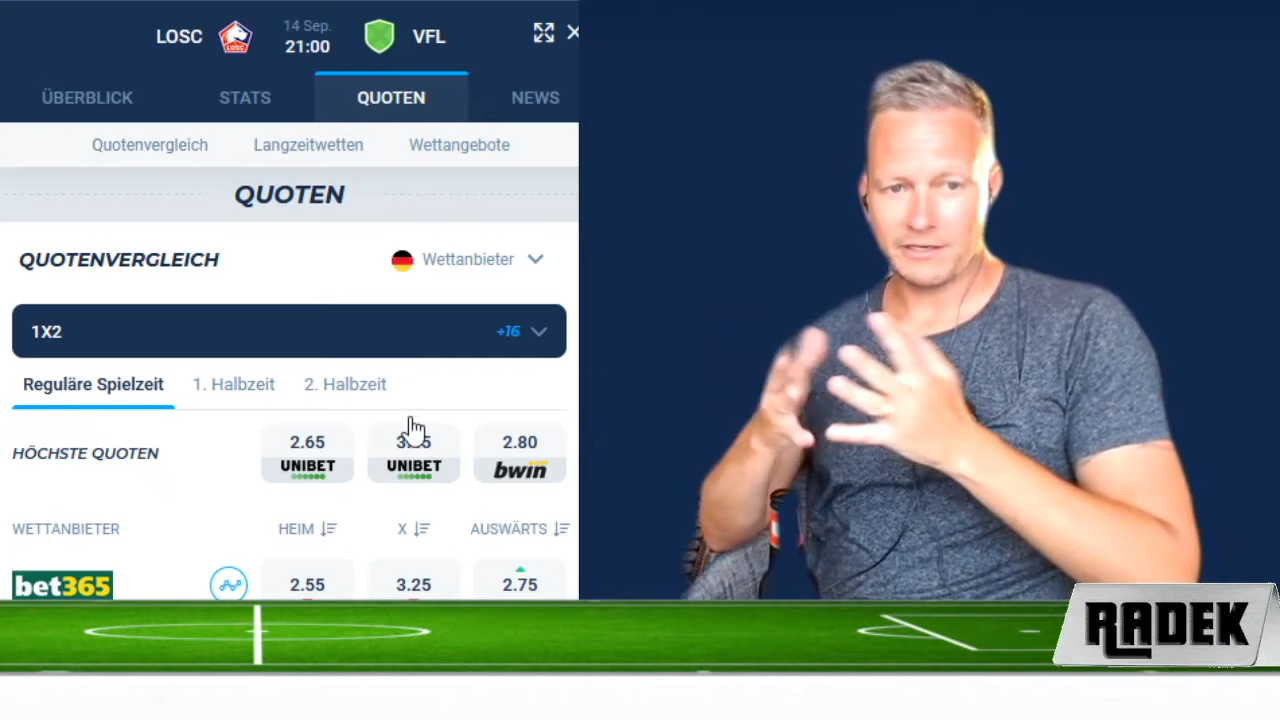 LOSC
LOSC
14 Sep.
21:00
VFL
ÜBERBLICK
STATS
QUOTEN
NEWS
Quotenvergleich
Langzeitwetten
Wettangebote
QUOTEN
QUOTENVERGLEICH
Wettanbieter
1X2
+16
Reguläre Spielzeit
1. Halbzeit
2. Halbzeit
HÖCHSTE QUOTEN
2.65
UNIBET
UNIBET
2.80
bwin
WETTANBIETER
HEIM
X
AUSWÄRTS
bet365
2.55
3.25
2.75
RADEK